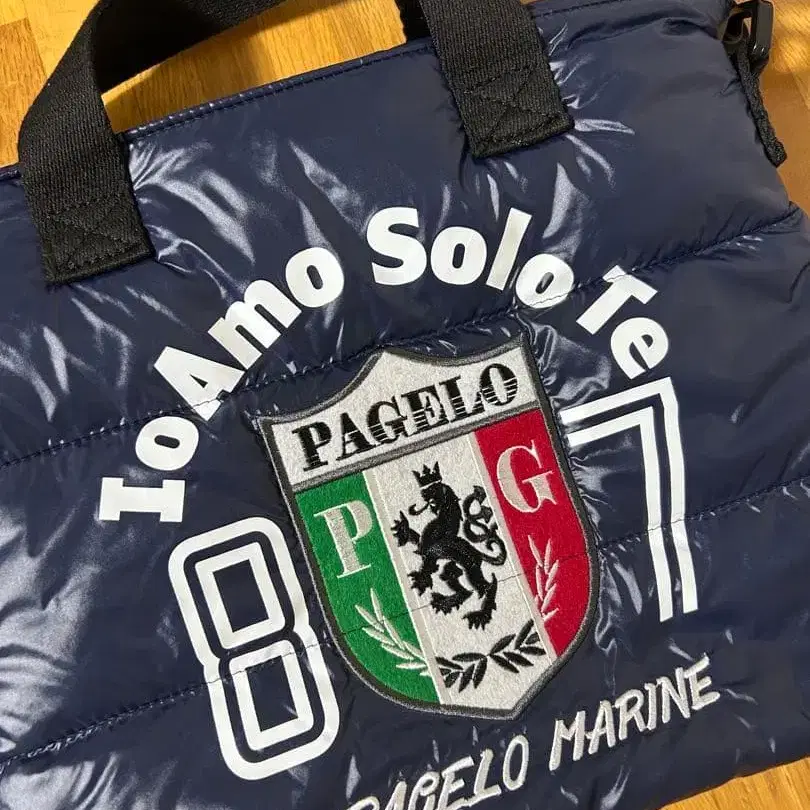 Io Amo Solo Te
PAGELO
P G
8 7
PAGELO MARINE